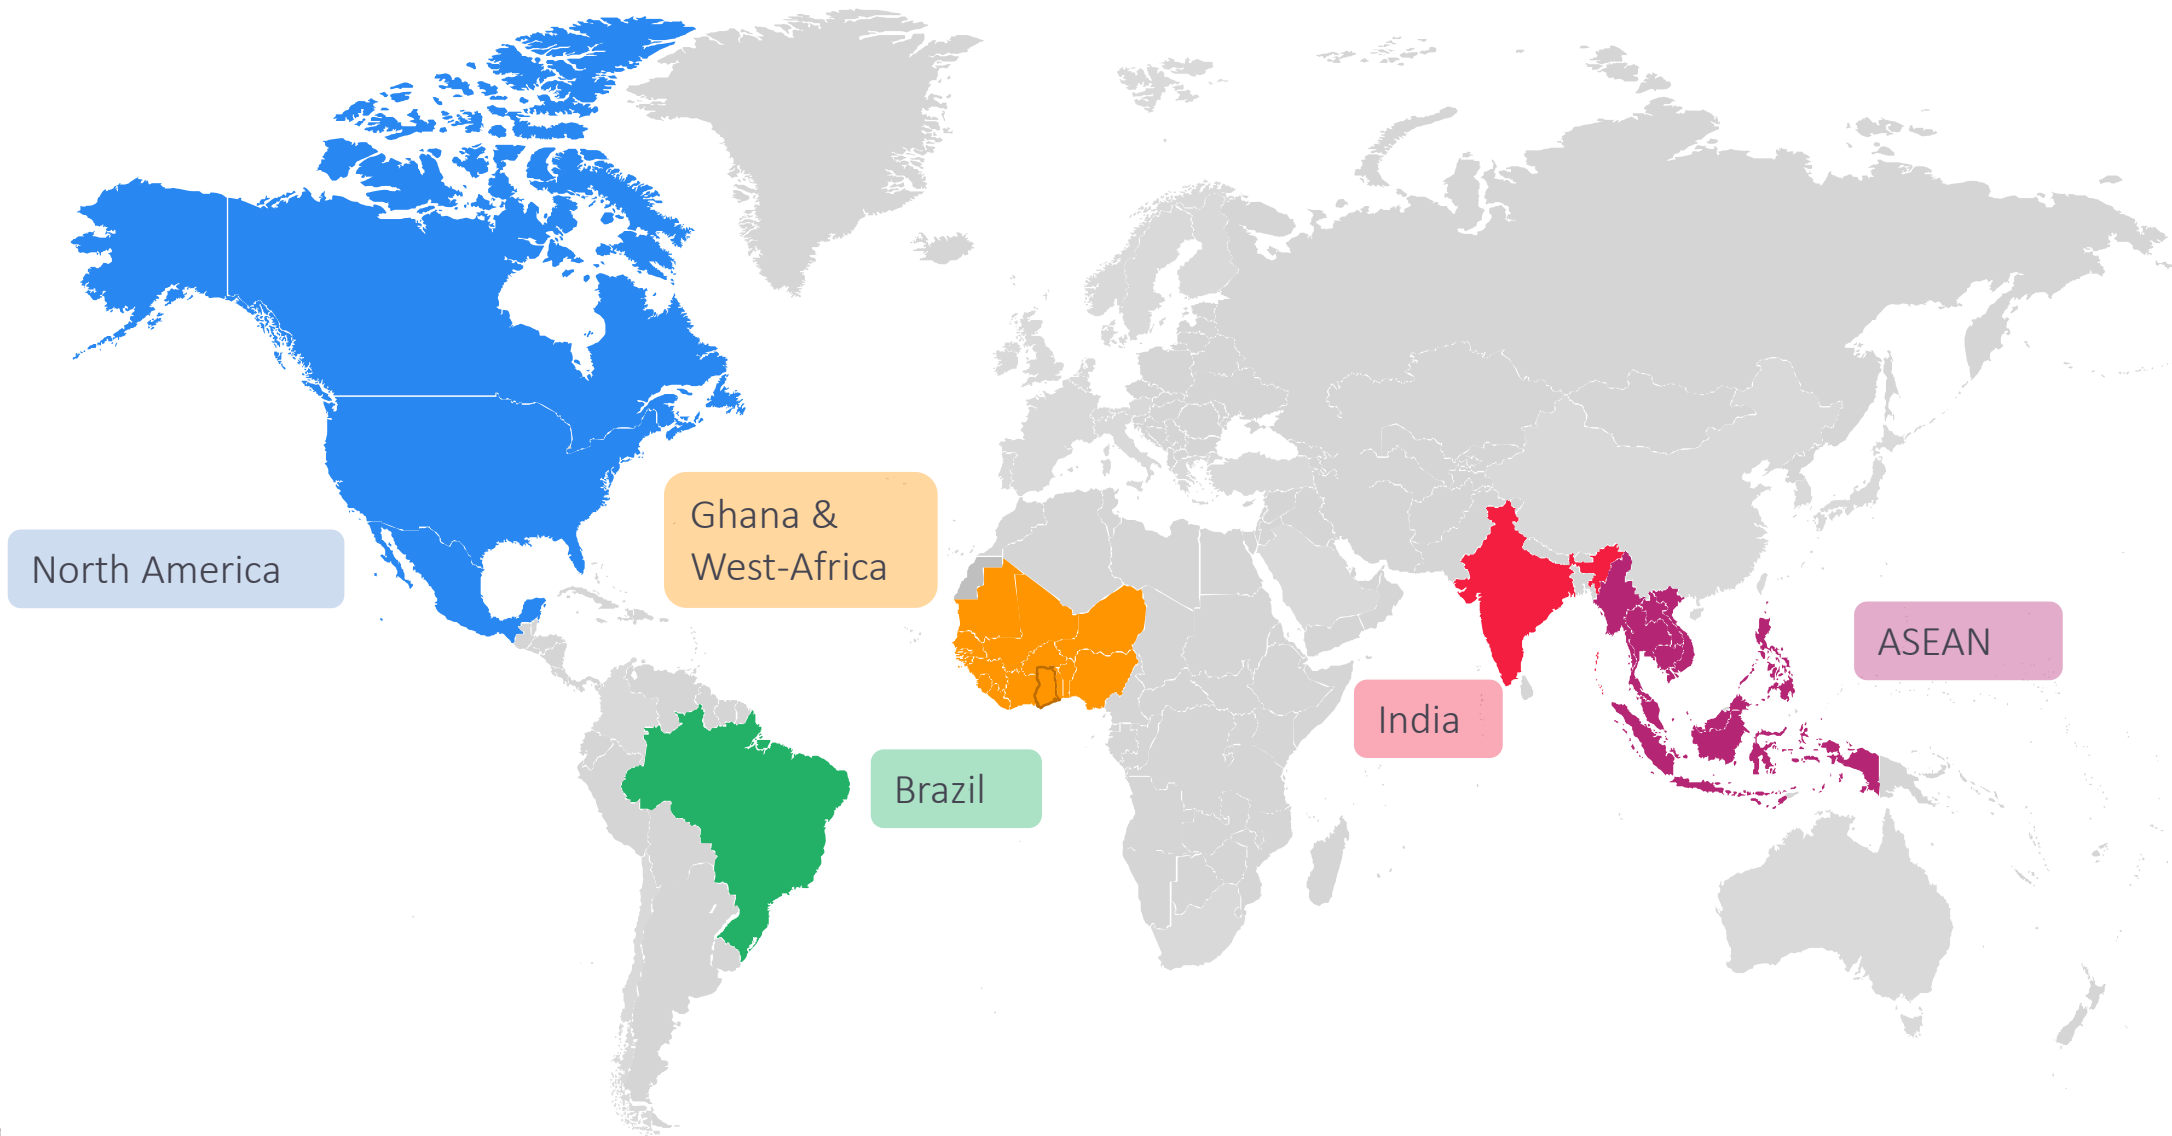 North America
Ghana &
West-Africa
Brazil
India
ASEAN